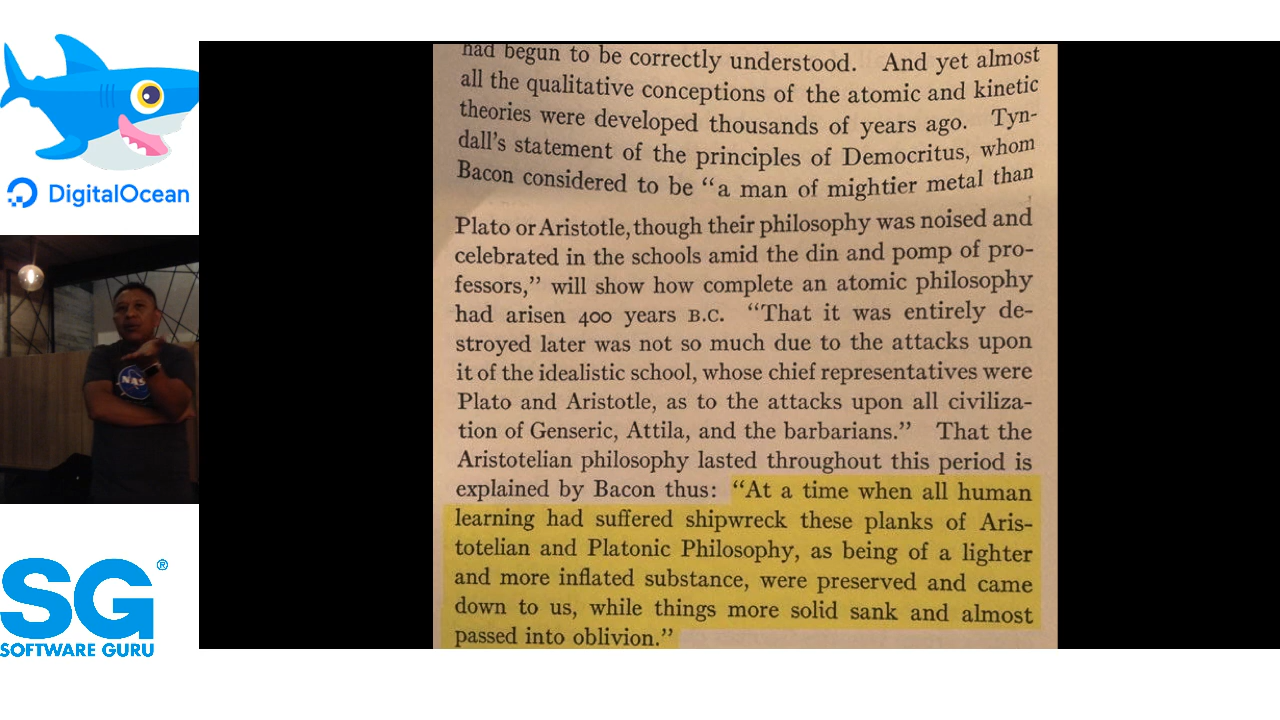 DigitalOcean
NAS
SG®
SOFTWARE GURU
had begun to be correctly understood. And yet almost
all the qualitative conceptions of the atomic and kinetic
theories were developed thousands of years ago. Tyn-
dall's statement of the principles of Democritus, whom
Bacon considered to be “a man of mightier metal than
Plato or Aristotle, though their philosophy was noised and
celebrated in the schools amid the din and pomp of pro-
fessors,” will show how complete an atomic philosophy
had arisen 400 years B.C. “That it was entirely de-
stroyed later was not so much due to the attacks upon
it of the idealistic school, whose chief representatives were
Plato and Aristotle, as to the attacks upon all civiliza-
tion of Genseric, Attila, and the barbarians.” That the
Aristotelian philosophy lasted throughout this period is
explained by Bacon thus: “At a time when all human
learning had suffered shipwreck these planks of Aris-
totelian and Platonic Philosophy, as being of a lighter
and more inflated substance, were preserved and came
down to us, while things more solid sank and almost
passed into oblivion.”